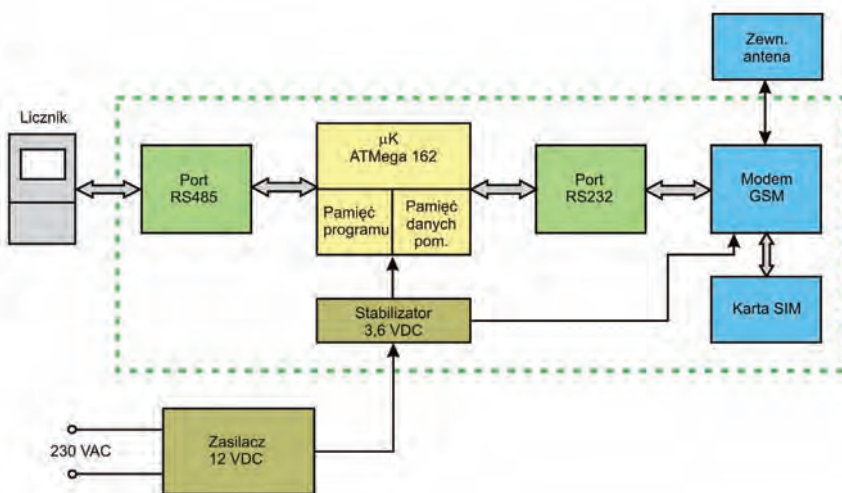 Zewn.
antena
Licznik
Port
RS485
μK
ATMega 162
Pamięć
programu
Pamięć
danych
pom.
Port
RS232
Modem
GSM
Stabilizator
3,6 VDC
Karta SIM
230 VAC
Zasilacz
12 VDC